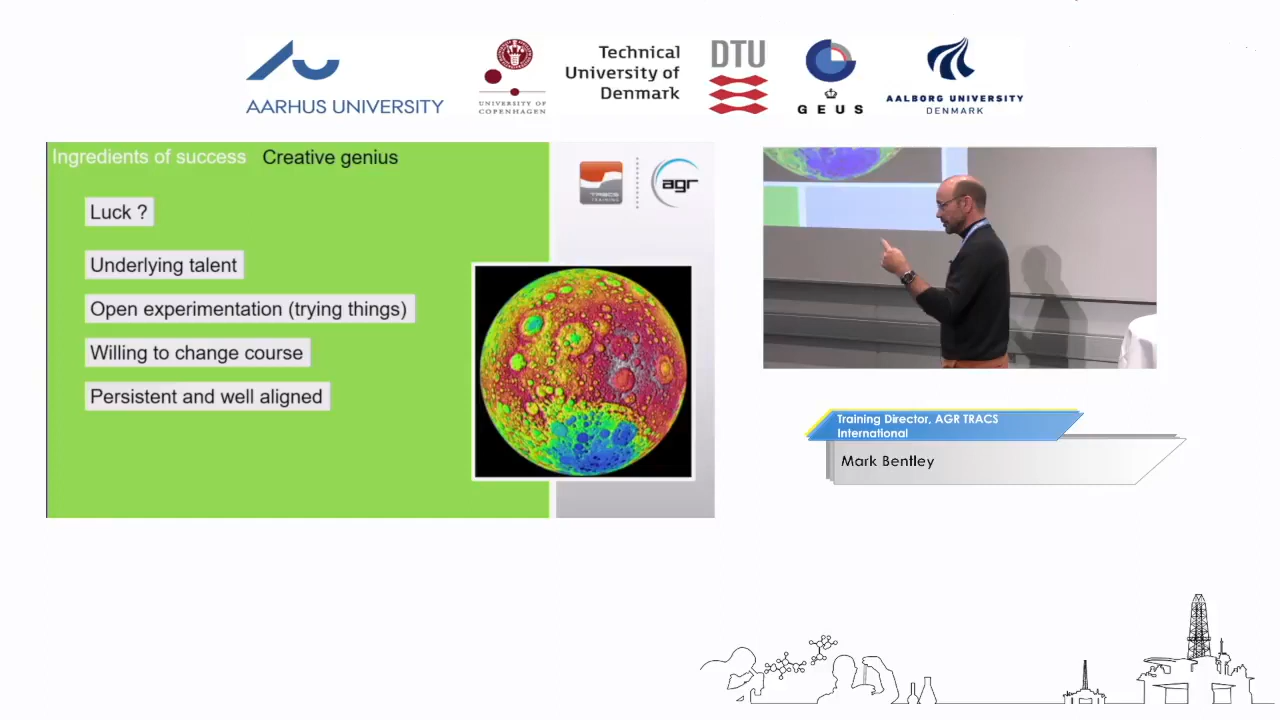 AARHUS UNIVERSITY
UNIVERSITY OF
COPENHAGEN
Technical
University of
Denmark
DTU
GEUS
AALBORG UNIVERSITY
DENMARK
Ingredients of success Creative genius
Luck ?
Underlying talent
Open experimentation (trying things)
Willing to change course
Persistent and well aligned
TRACS
TRAINING
agr
Training Director, AGR TRACS
International
Mark Bentley